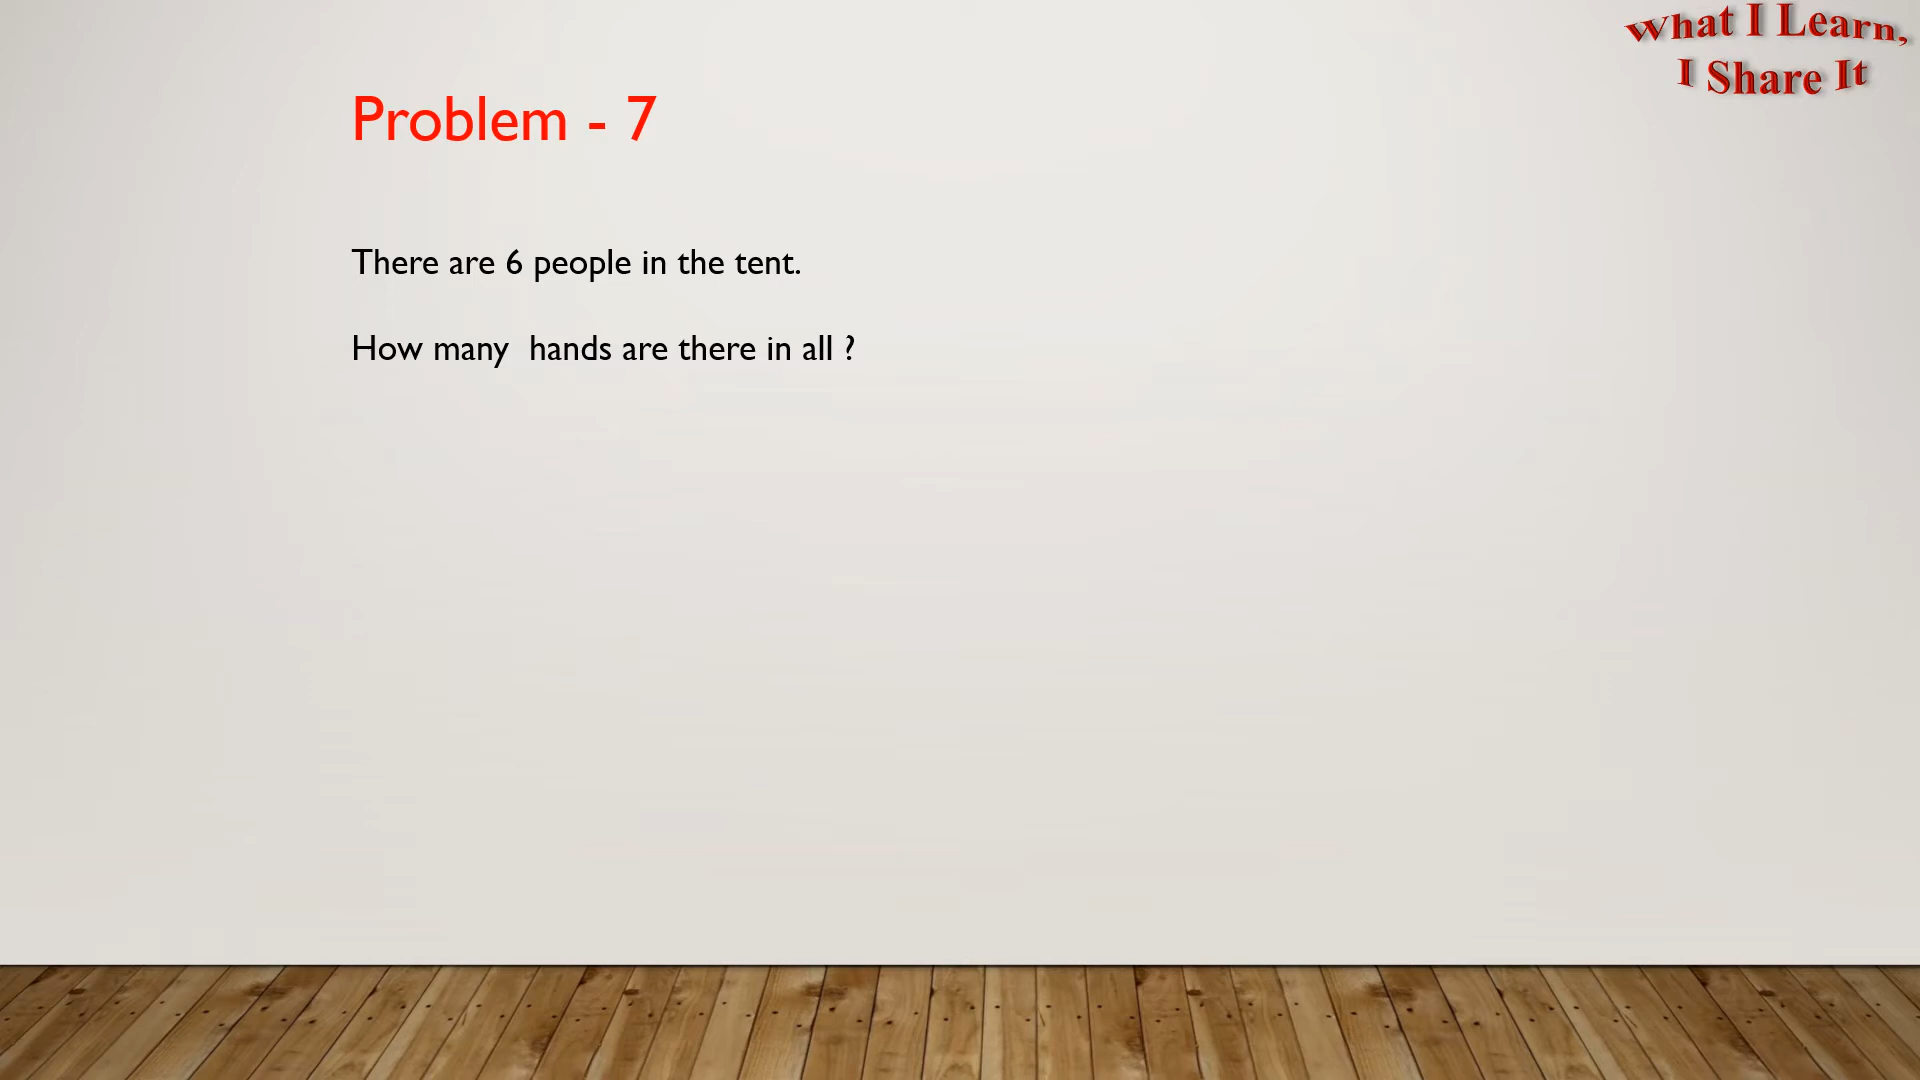 What I Learn,
I Share It
Problem - 7
There are 6 people in the tent.
How many  hands are there in all ?